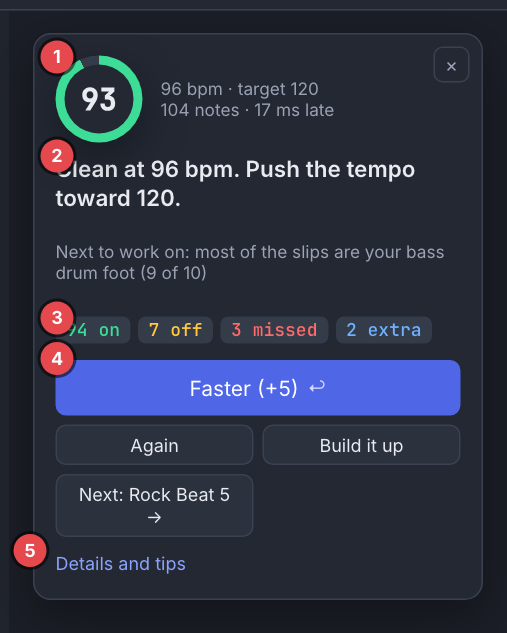 1
93
96 bpm · target 120
104 notes · 17 ms late
×
2
Clean at 96 bpm. Push the tempo
toward 120.
Next to work on: most of the slips are your bass
drum foot (9 of 10)
3
94 on
7 off
3 missed
2 extra
4
Faster (+5) ↩
Again
Build it up
Next: Rock Beat 5
→
5
Details and tips